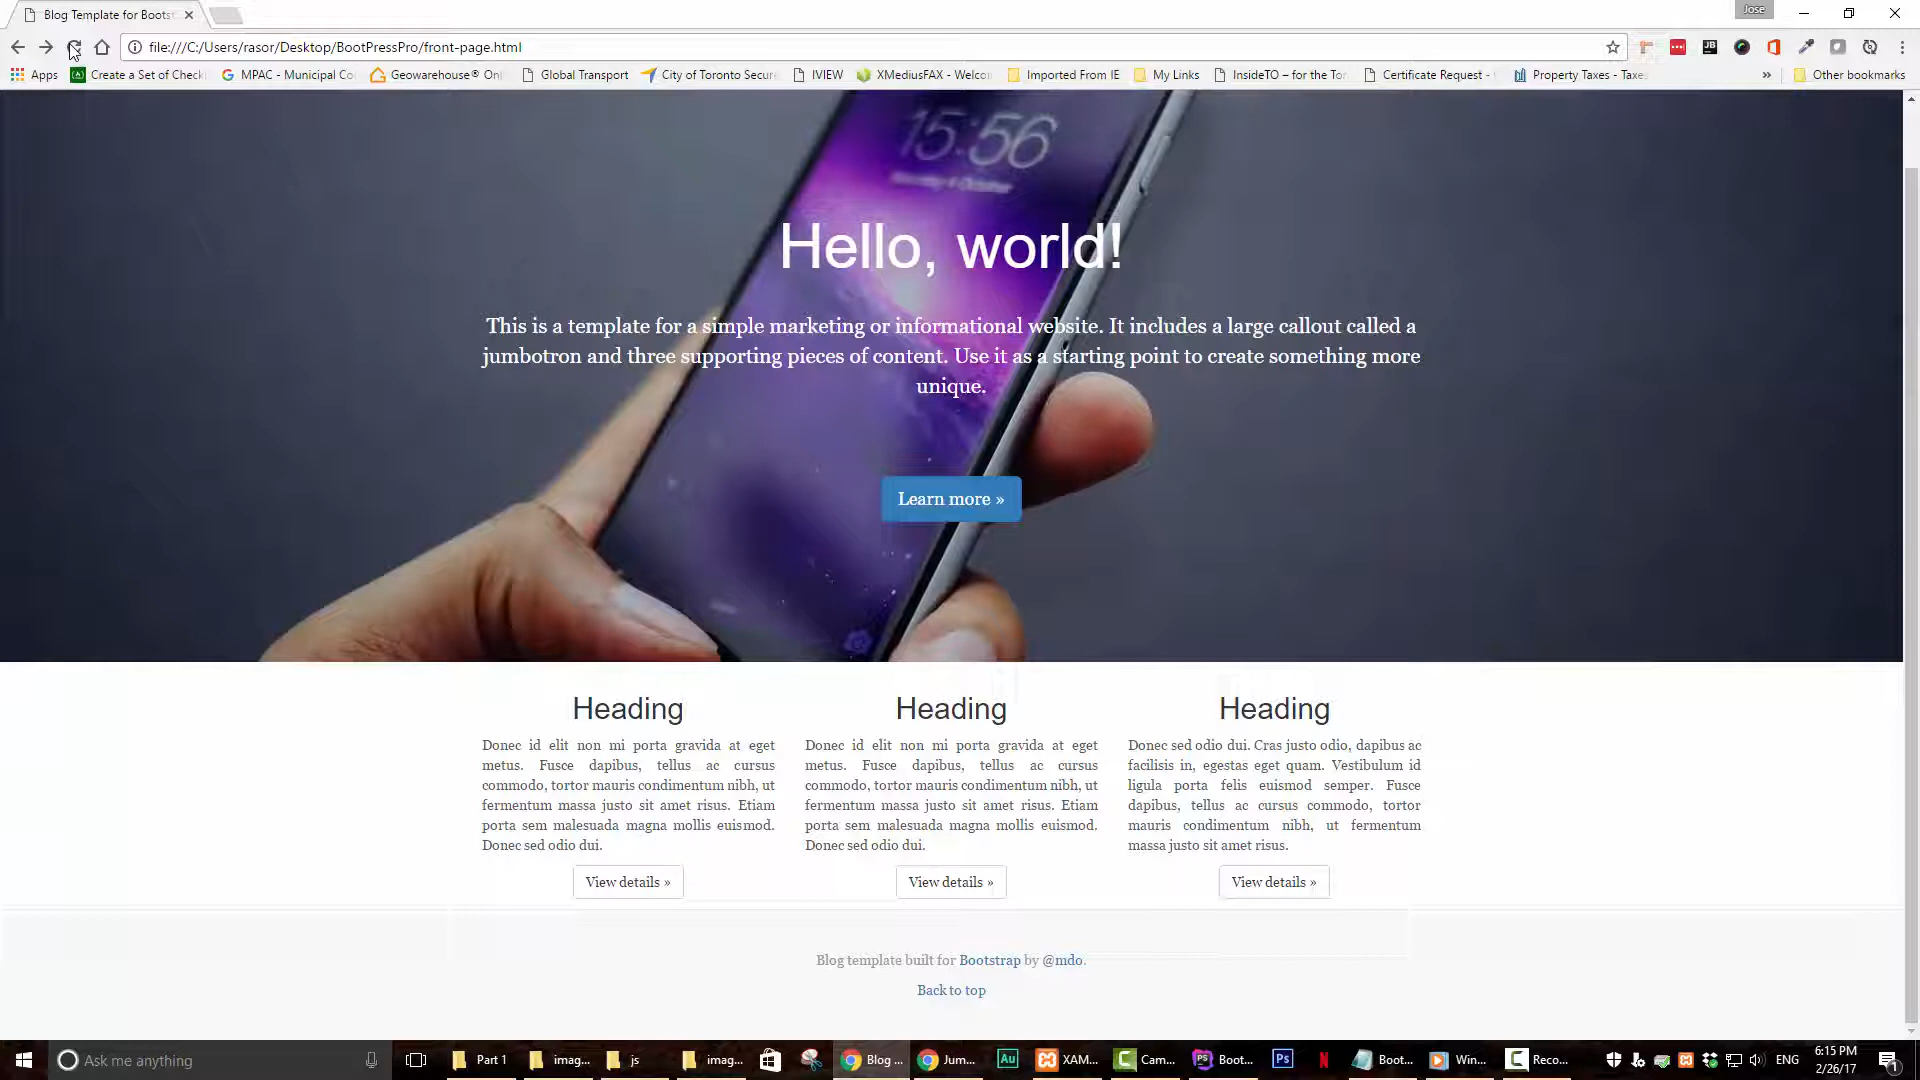 Blog Template for Boots
Jose
file:///C:/Users/rasor/Desktop/BootPressPro/front-page.html
Apps
Create a Set of Check
MPAC - Municipal Co
Geowarehouse® On
Global Transport
City of Toronto Secur
IVIEW
XMediusFAX - Welco
Imported From IE
My Links
InsideTO – for the Tor
Certificate Request -
Property Taxes - Taxe
»
Other bookmarks
15:56
Hello, world!
This is a template for a simple marketing or informational website. It includes a large callout called a
jumbotron and three supporting pieces of content. Use it as a starting point to create something more
unique.
Learn more »
Heading
Donec id elit non mi porta gravida at eget
metus. Fusce dapibus, tellus ac cursus
commodo, tortor mauris condimentum nibh, ut
fermentum massa justo sit amet risus. Etiam
porta sem malesuada magna mollis euismod.
Donec sed odio dui.
View details »
Heading
Donec id elit non mi porta gravida at eget
metus. Fusce dapibus, tellus ac cursus
commodo, tortor mauris condimentum nibh, ut
fermentum massa justo sit amet risus. Etiam
porta sem malesuada magna mollis euismod.
Donec sed odio dui.
View details »
Heading
Donec sed odio dui. Cras justo odio, dapibus ac
facilisis in, egestas eget quam. Vestibulum id
ligula porta felis euismod semper. Fusce
dapibus, tellus ac cursus commodo, tortor
mauris condimentum nibh, ut fermentum
massa justo sit amet risus.
View details »
Blog template built for Bootstrap by @mdo.
Back to top
Ask me anything
Part 1
imag...
js
imag...
Blog ...
Jum...
Au
XAM...
Cam...
Boot...
Ps
Boot...
Win...
Reco...
ENG
6:15 PM
2/26/17
1